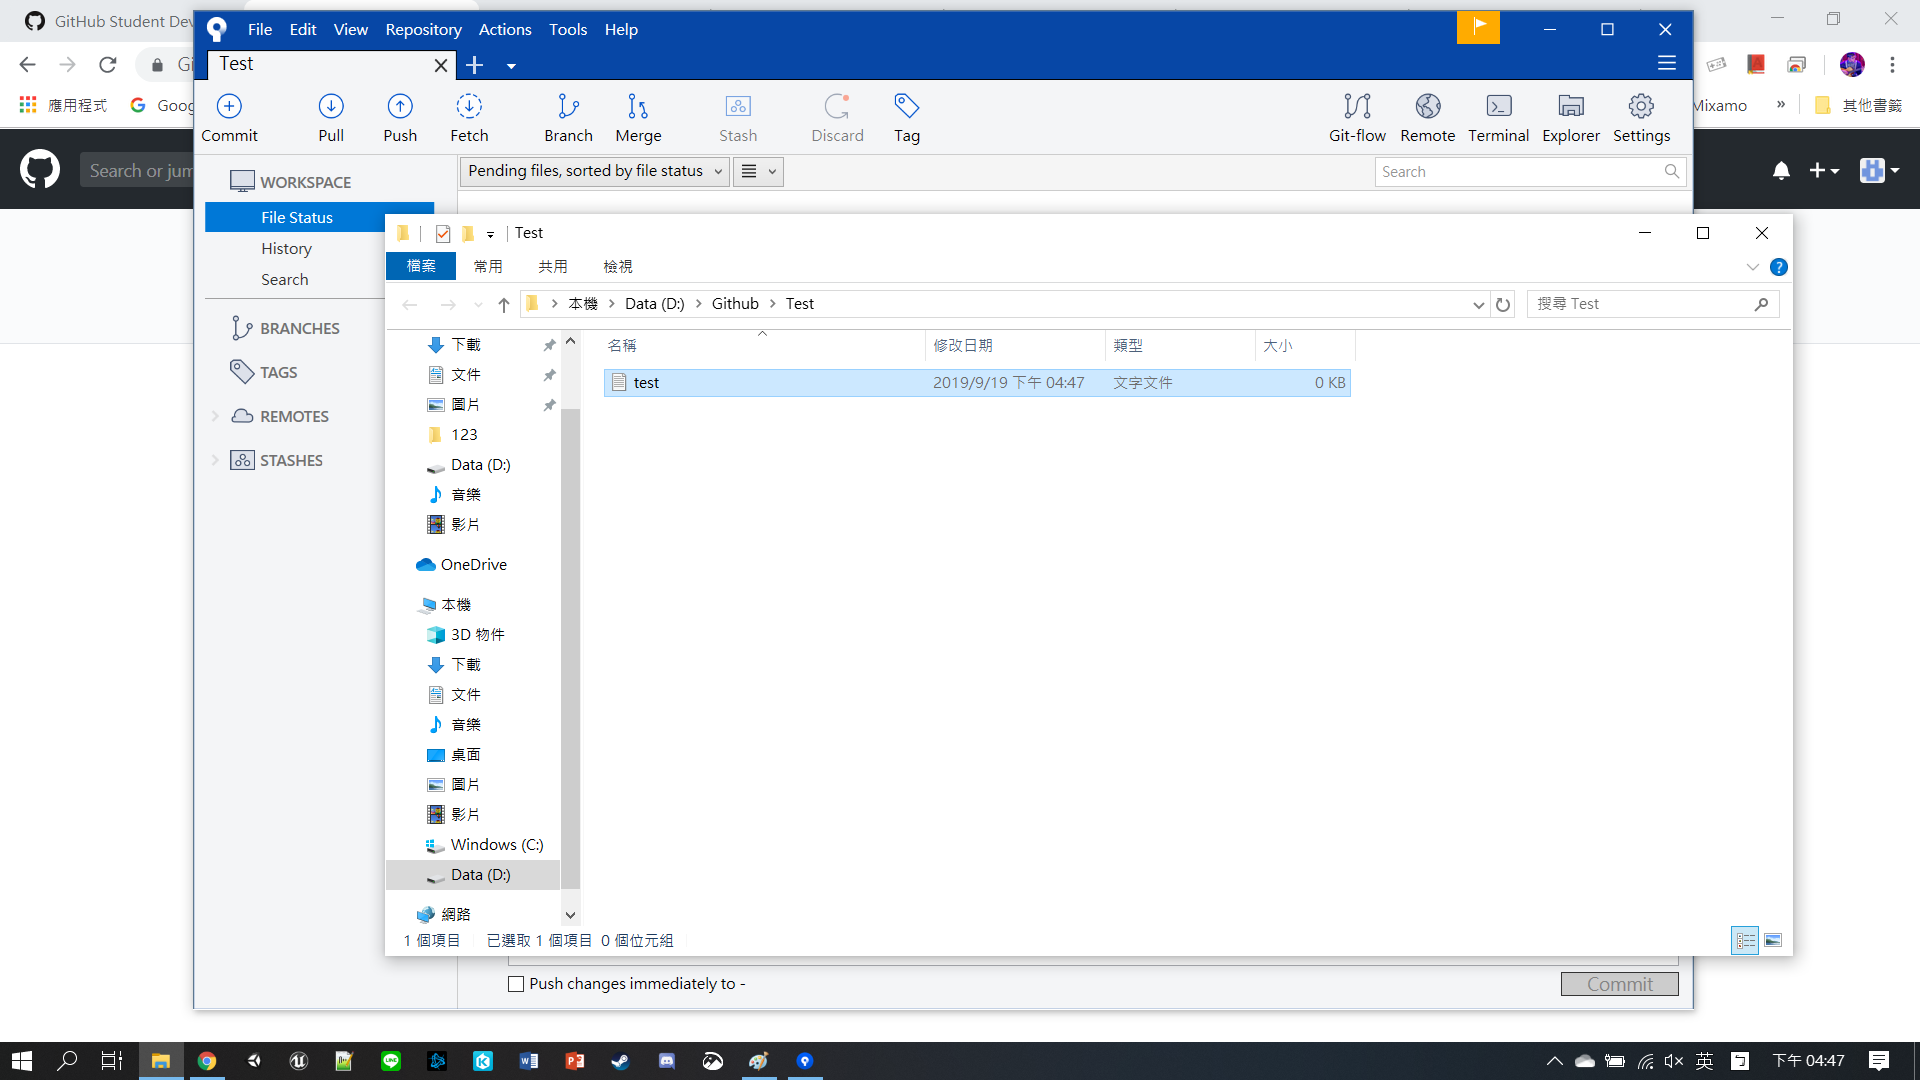 GitHub Student Dev
File Edit View Repository Actions Tools Help
Test
應用程式
Goog
Mixamo
»
其他書籤
Commit Pull Push Fetch Branch Merge Stash Discard Tag Git-flow Remote Terminal Explorer Settings
Search or jum
WORKSPACE
Pending files, sorted by file status
Search
File Status
History
Search
BRANCHES
TAGS
REMOTES
STASHES
Test
檔案 常用 共用 檢視
本機 > Data (D:) > Github > Test
搜尋 Test
名稱 修改日期 類型 大小
test 2019/9/19 下午 04:47 文字文件 0 KB
下載
文件
圖片
123
Data (D:)
音樂
影片
OneDrive
本機
3D 物件
下載
文件
音樂
桌面
圖片
影片
Windows (C:)
Data (D:)
網路
1 個項目 已選取 1 個項目 0 個位元組
Push changes immediately to -
Commit
英
下午 04:47